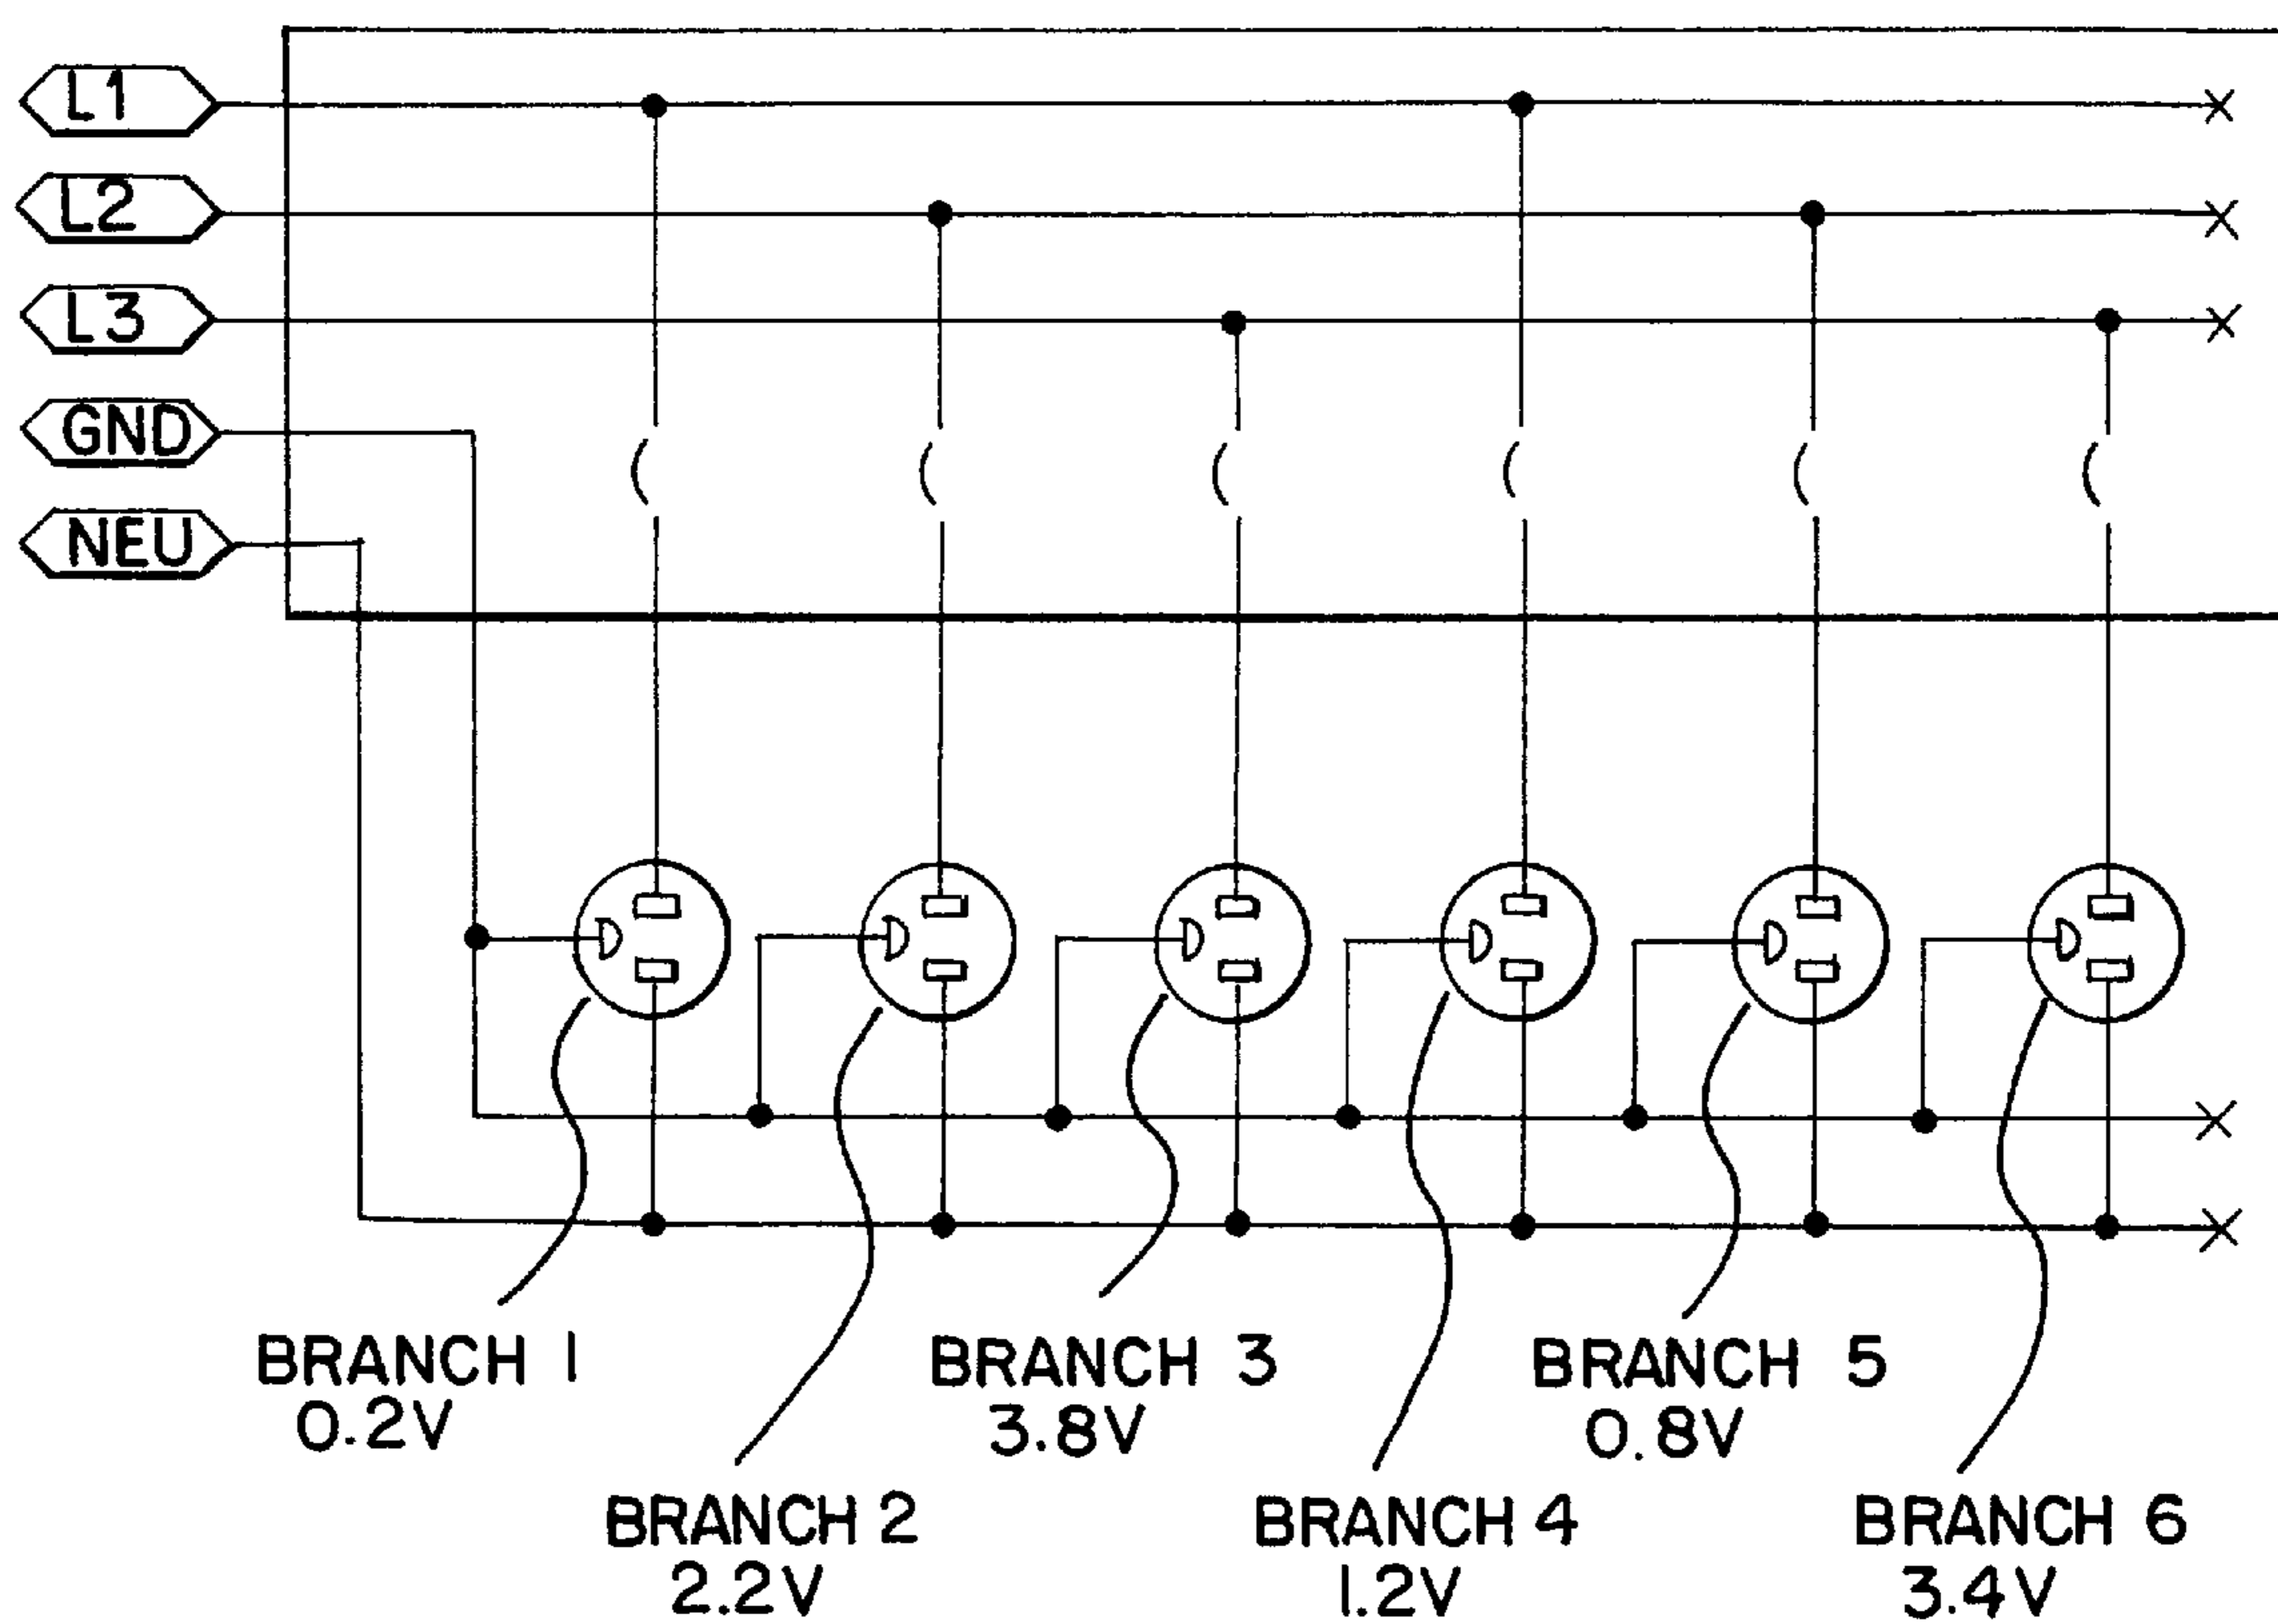 L1
L2
L3
GND
NEU
BRANCH 1
0.2V
BRANCH 2
2.2V
BRANCH 3
3.8V
BRANCH 4
1.2V
BRANCH 5
0.8V
BRANCH 6
3.4V